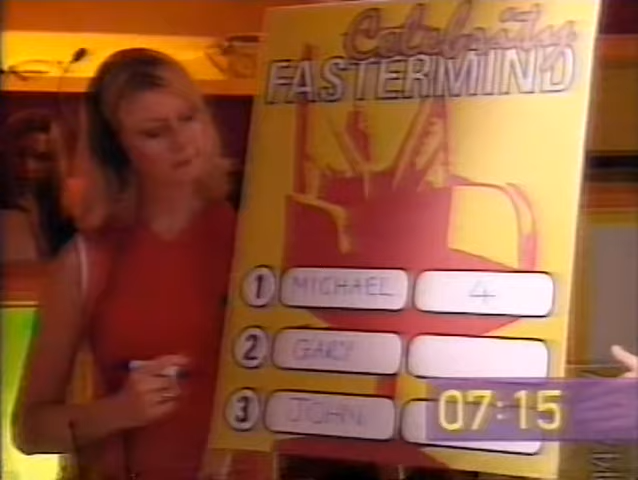 Celebrity
FASTERMIND
1 MICHAEL 4
2 GARY
3 JOHN
07:15